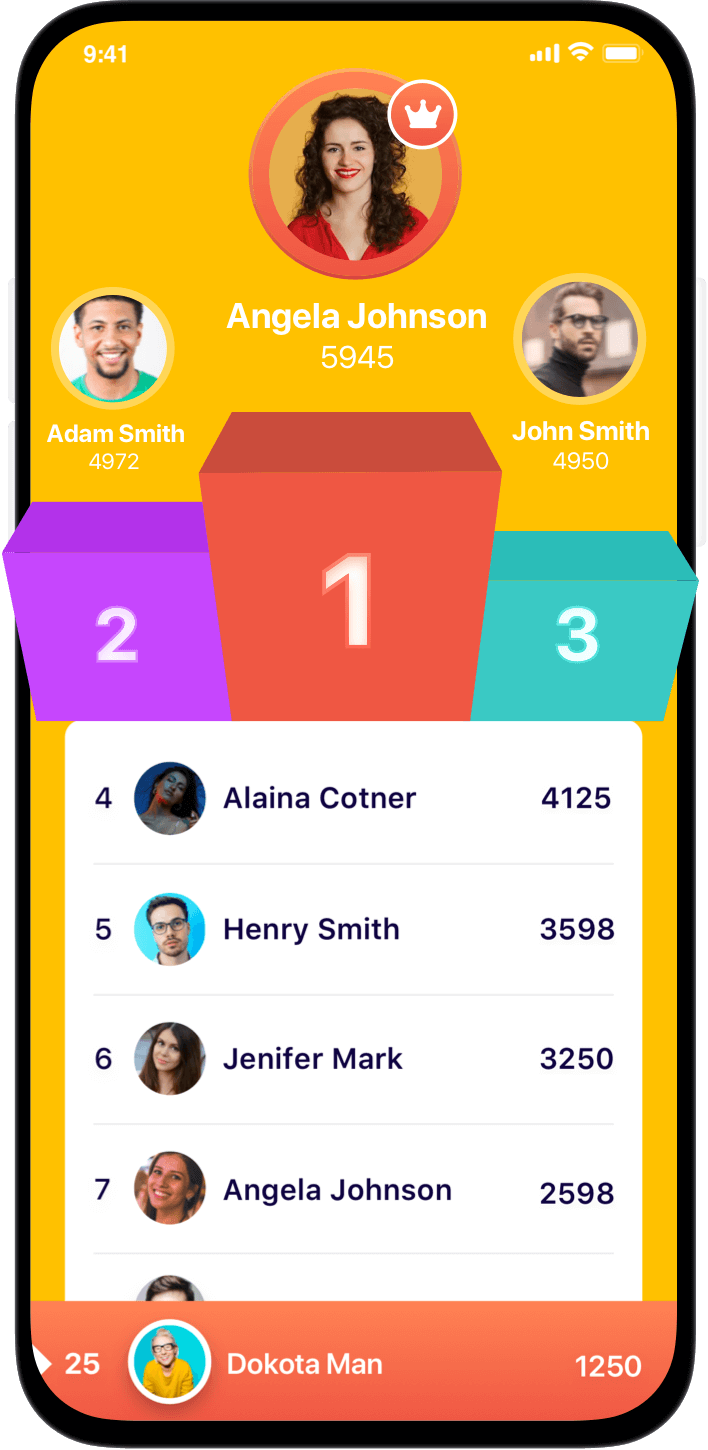 9:41
Angela Johnson
5945
Adam Smith
4972
John Smith
4950
1
2
3
4 Alaina Cotner 4125
5 Henry Smith 3598
6 Jenifer Mark 3250
7 Angela Johnson 2598
25 Dokota Man 1250